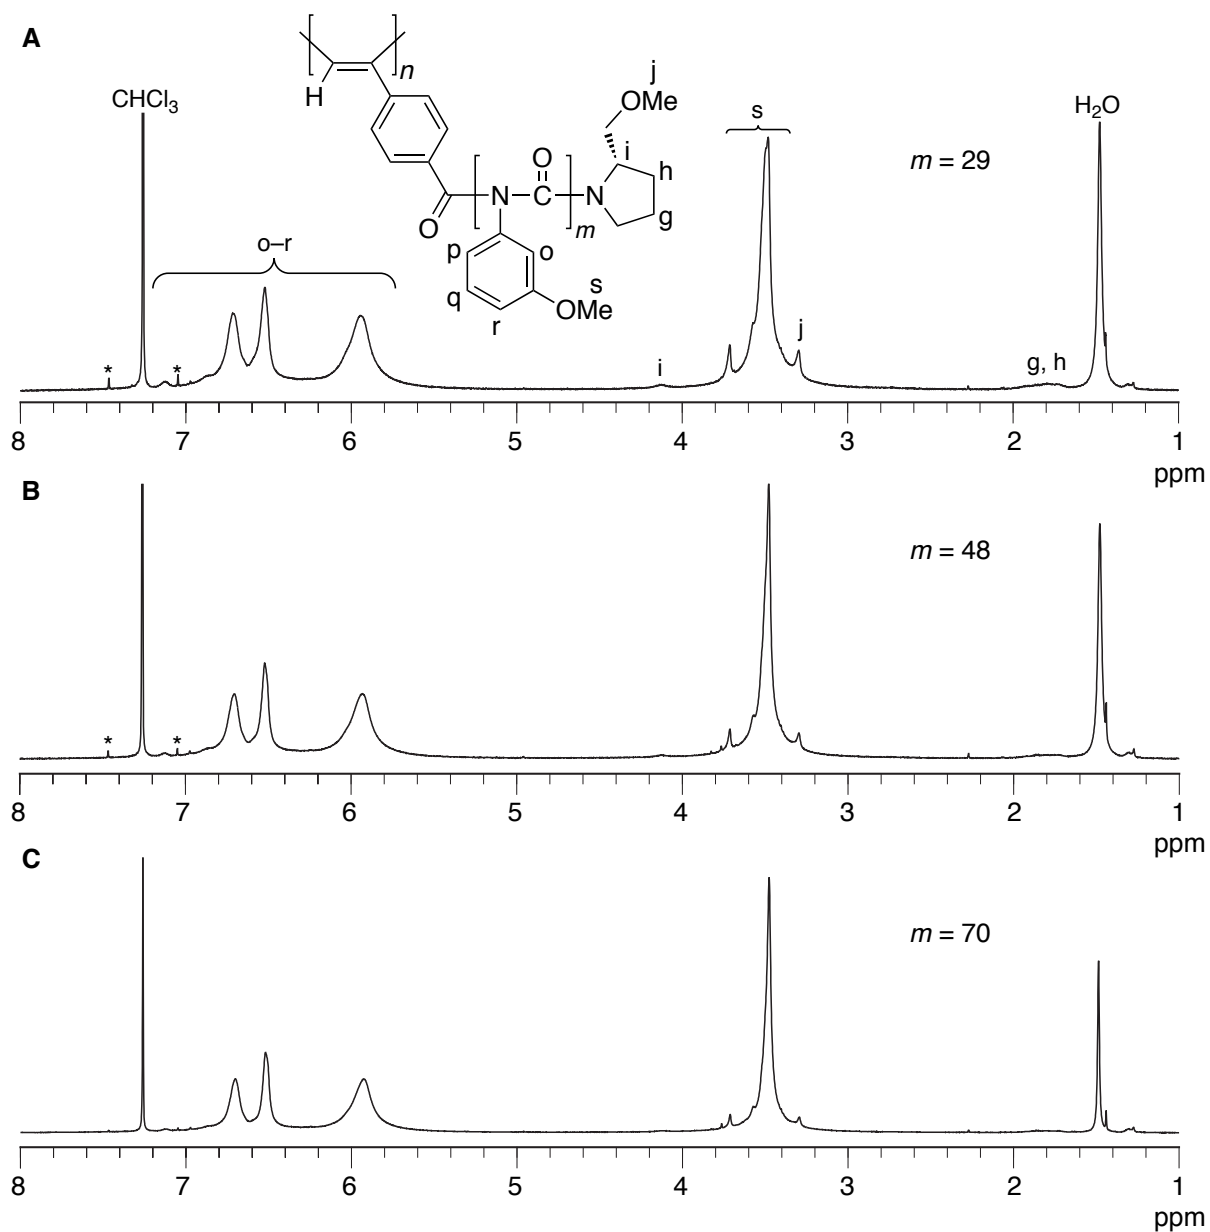 A
CHCl3
H
n
j
OMe
O
i
h
N
C
N
g
m
O
p
o
q
s
OMe
r
s
H2O
m = 29
o–r
*
*
i
j
g, h
8 7 6 5 4 3 2 1
ppm
B
m = 48
*
*
8 7 6 5 4 3 2 1
ppm
C
m = 70
8 7 6 5 4 3 2 1
ppm